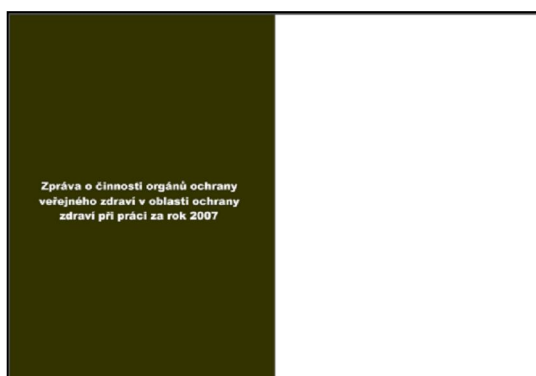 Zpráva o činnosti orgánů ochrany
veřejného zdraví v oblasti ochrany
zdraví při práci za rok 2007